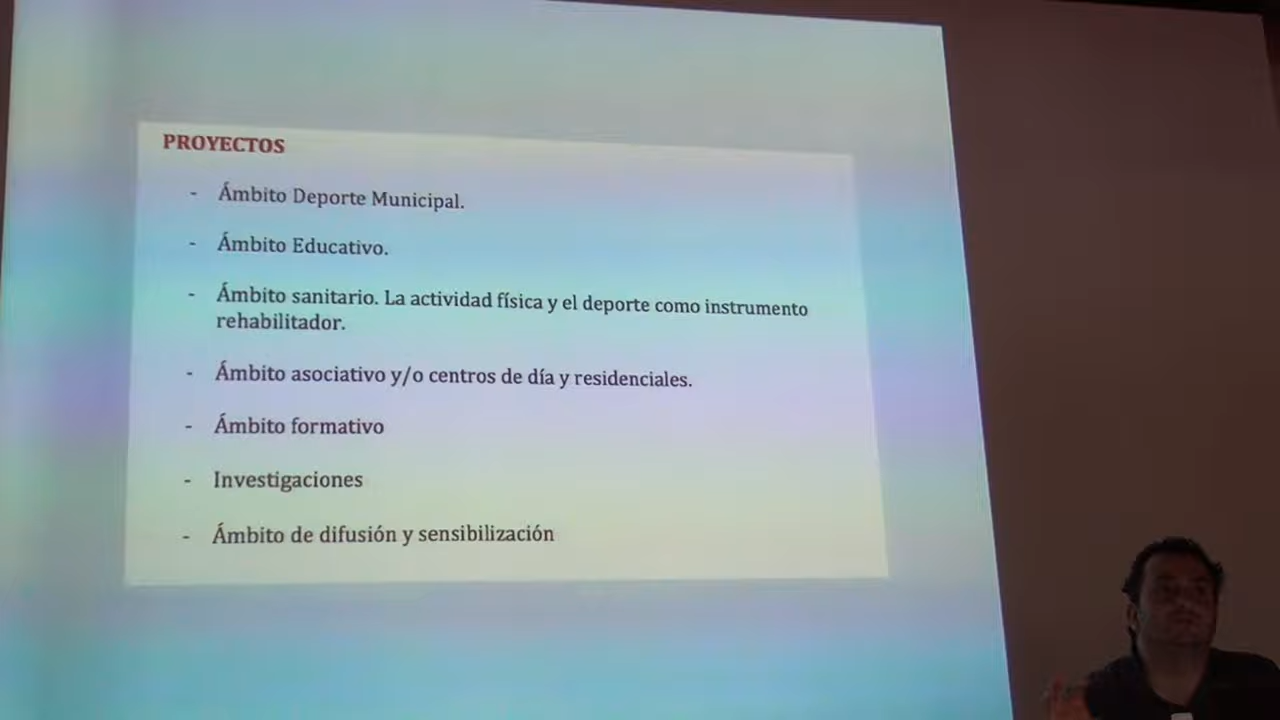 PROYECTOS
- Ámbito Deporte Municipal.
- Ámbito Educativo.
- Ámbito sanitario. La actividad física y el deporte como instrumento
rehabilitador.
- Ámbito asociativo y/o centros de día y residenciales.
- Ámbito formativo
- Investigaciones
- Ámbito de difusión y sensibilización